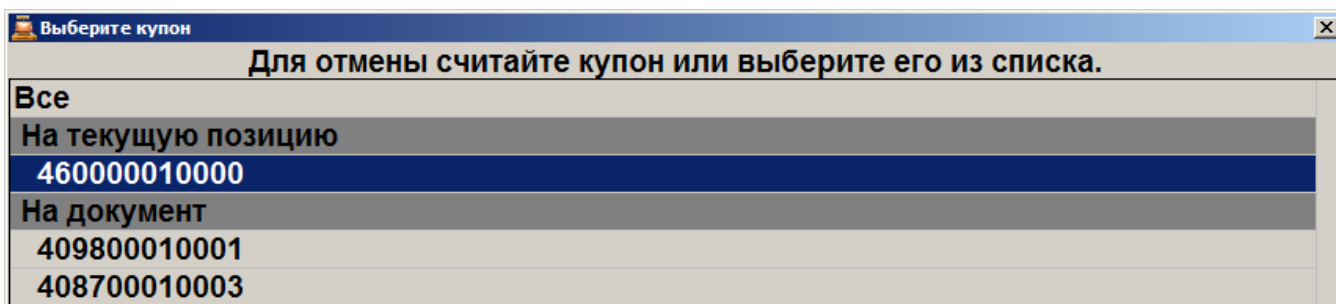 Выберите купон
Для отмены считайте купон или выберите его из списка.
Все
На текущую позицию
460000010000
На документ
409800010001
408700010003